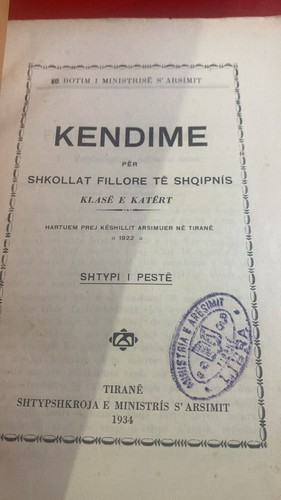 BOTIM I MINISTRISË S' ARSIMIT
KENDIME
PËR
SHKOLLAT FILLORE TË SHQIPNÍS
KLASË E KATËRT
HARTUEM PREJ KËSHILLIT ARSIMUER NË TIRANË
1922
SHTYPI I PESTË
MINISTRIA E ARËSIMIT
TIRANË
SHTYPSHKROJA E MINISTRÍS S' ARSIMIT
1934